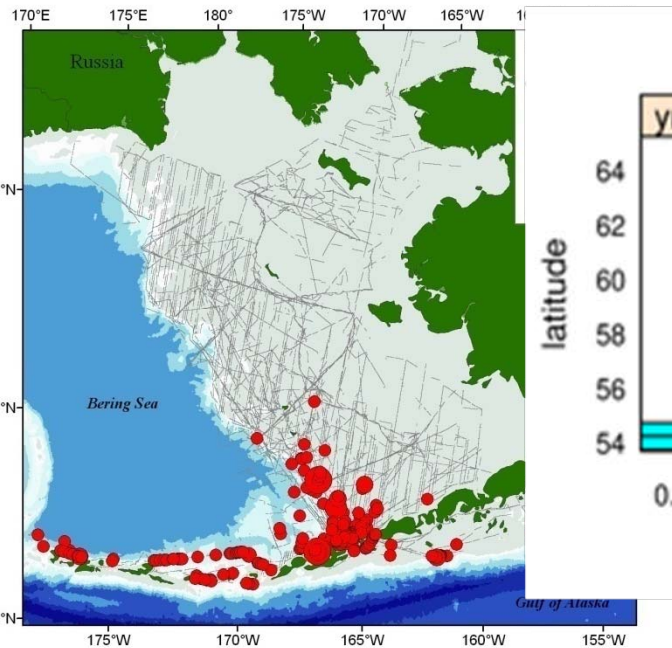 170°E 175°E 180° 175°W 170°W 165°W
Russia
°N
Bering Sea
°N
Gulf of Alaska
°N
175°W 170°W 165°W 160°W 155°W
latitude
64
62
60
58
56
54
0.